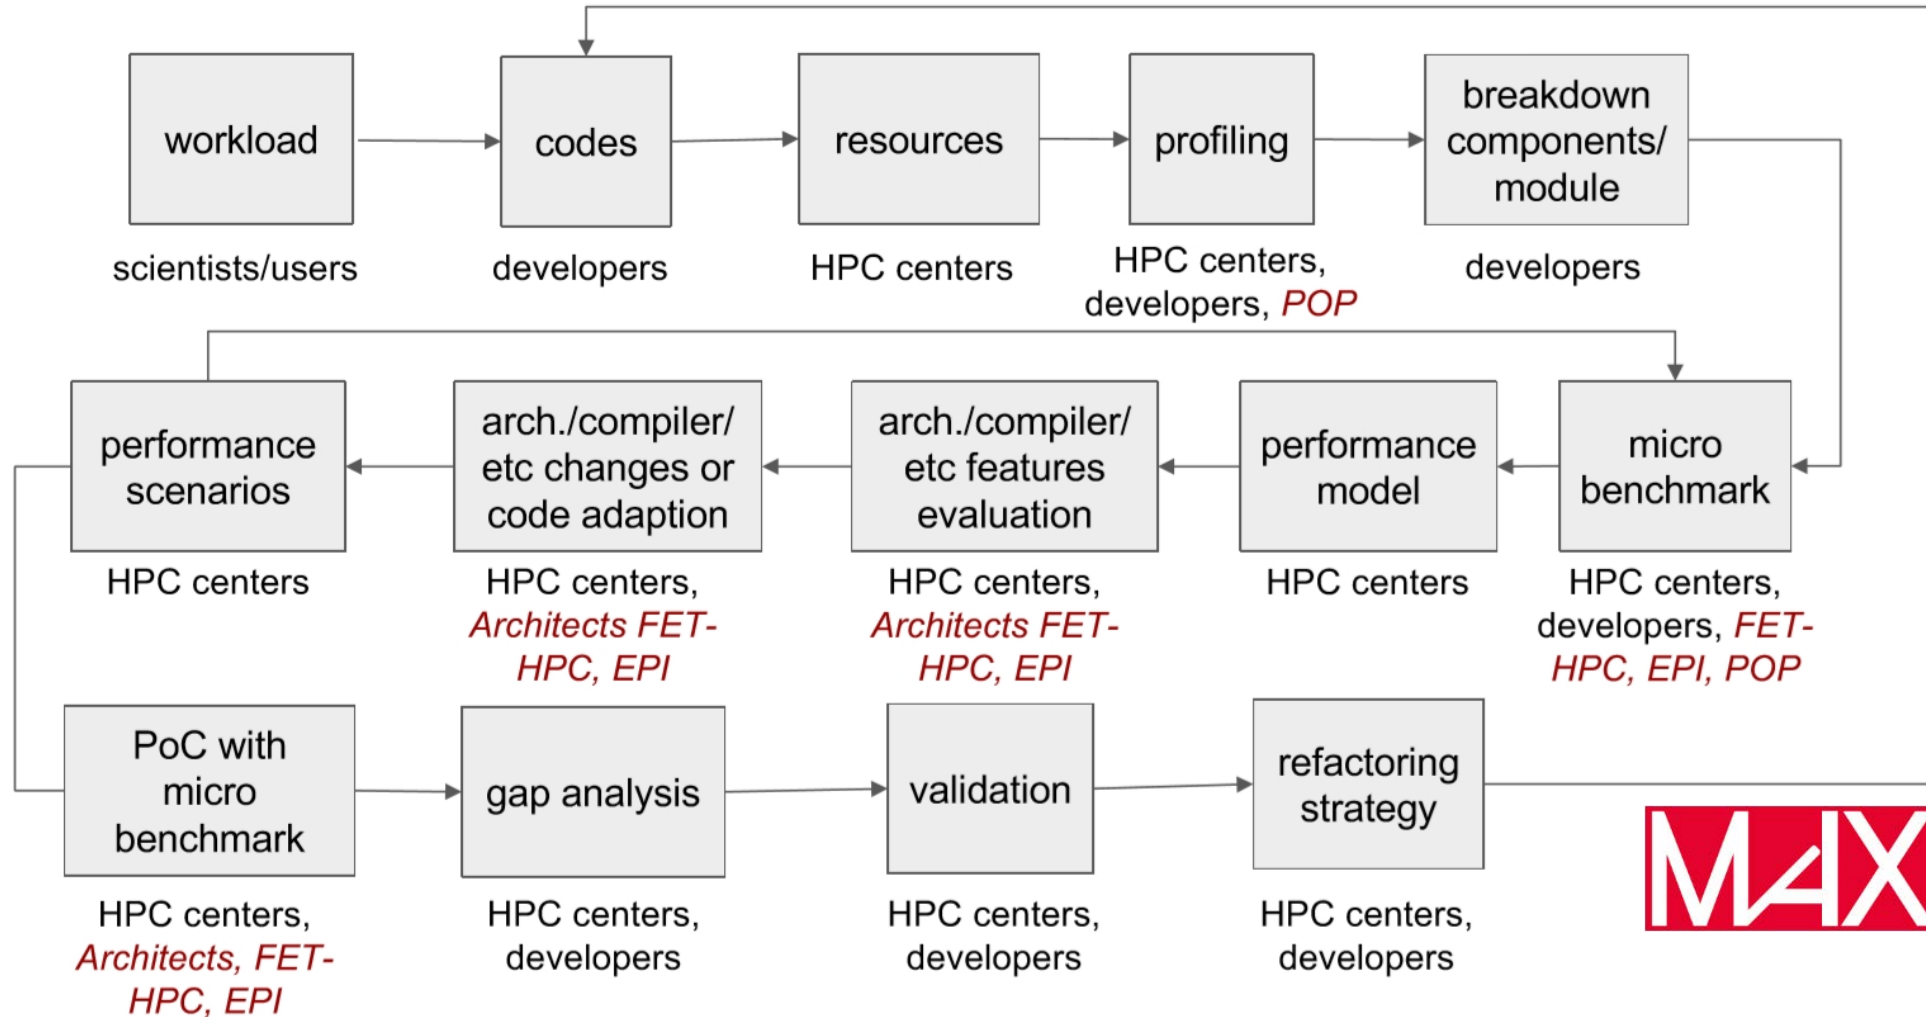 workload
codes
resources
profiling
breakdown
components/
module
scientists/users
developers
HPC centers
HPC centers,
developers, POP
developers
performance
scenarios
arch./compiler/
etc changes or
code adaption
arch./compiler/
etc features
evaluation
performance
model
micro
benchmark
HPC centers
HPC centers,
Architects FET-
HPC, EPI
HPC centers,
Architects FET-
HPC, EPI
HPC centers
HPC centers,
developers, FET-
HPC, EPI, POP
PoC with
micro
benchmark
gap analysis
validation
refactoring
strategy
MAX
HPC centers,
Architects, FET-
HPC, EPI
HPC centers,
developers
HPC centers,
developers
HPC centers,
developers